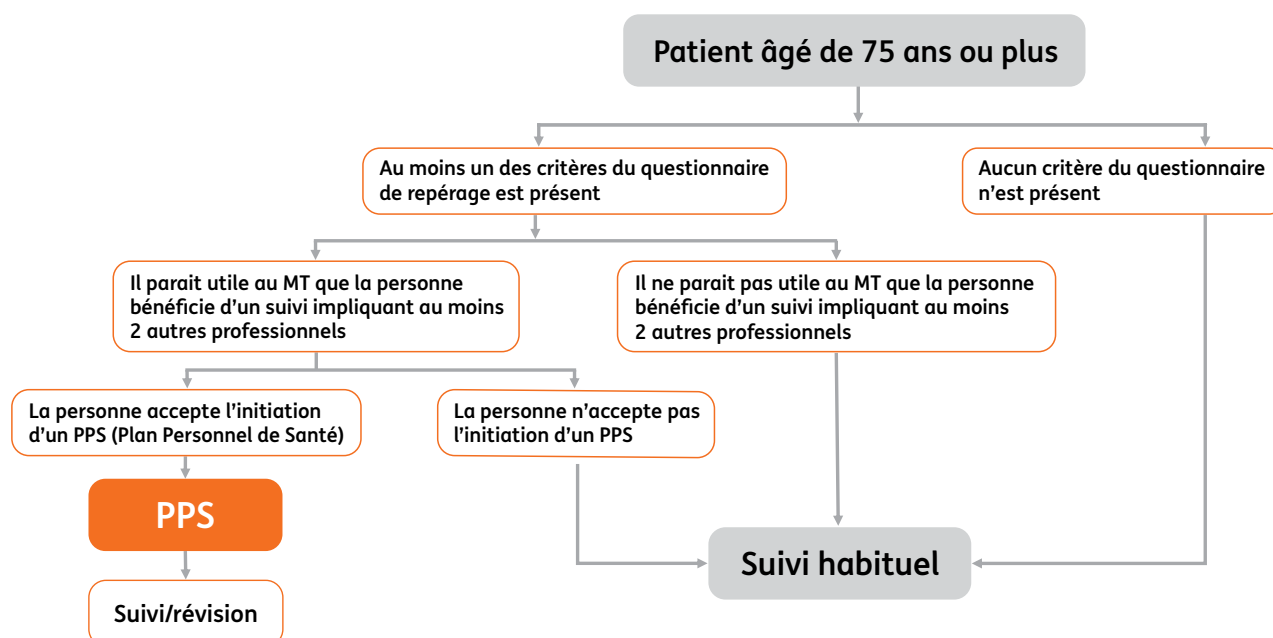 Patient âgé de 75 ans ou plus
Au moins un des critères du questionnaire
de repérage est présent
Aucun critère du questionnaire
n’est présent
Il parait utile au MT que la personne
bénéficie d’un suivi impliquant au moins
2 autres professionnels
Il ne parait pas utile au MT que la personne
bénéficie d’un suivi impliquant au moins
2 autres professionnels
La personne accepte l’initiation
d’un PPS (Plan Personnel de Santé)
La personne n’accepte pas
l’initiation d’un PPS
PPS
Suivi habituel
Suivi/révision